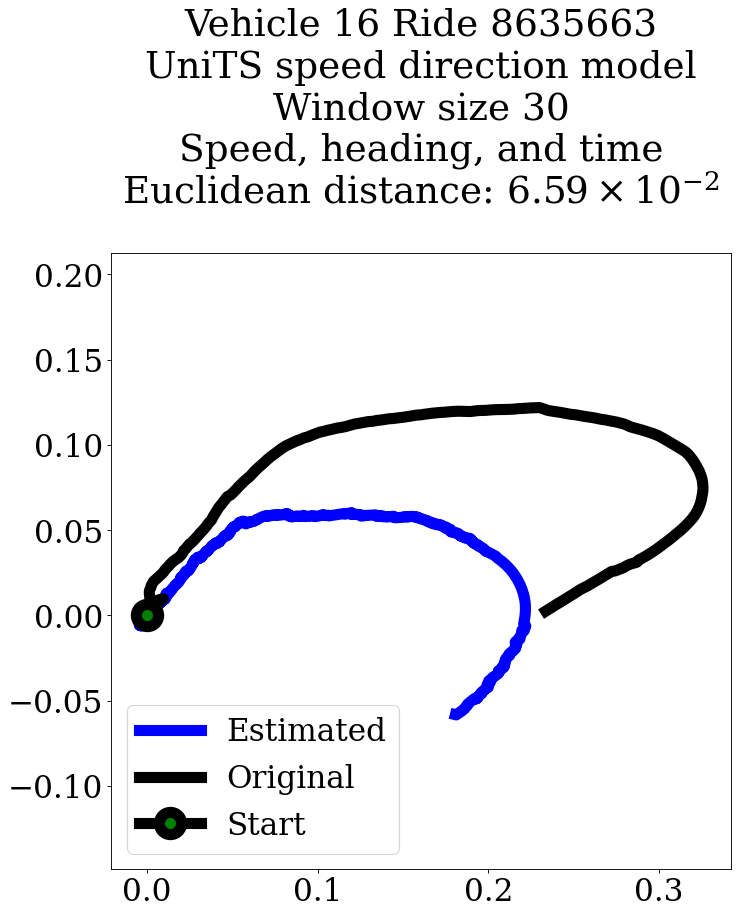 Vehicle 16 Ride 8635663
UniTS speed direction model
Window size 30
Speed, heading, and time
Euclidean distance: 6.59 × 10⁻²
0.20
0.15
0.10
0.05
0.00
−0.05
−0.10
Estimated
Original
Start
0.0 0.1 0.2 0.3